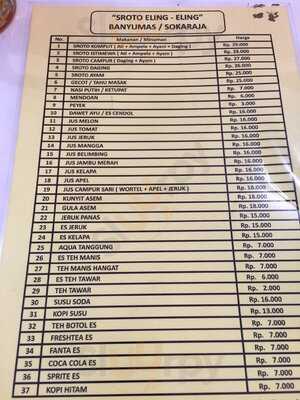 "SROTO ELING - ELING"
BANYUMAS / SOKARAJA
No Makanan / Minuman Harga
1 SROTO KOMPLIT ( Ati + Ampela + Ayam + Daging ) Rp. 29.000
2 SROTO ISTIMEWA ( Ati + Ampela + Ayam ) Rp. 28.000
3 SROTO CAMPUR ( Daging + Ayam ) Rp. 27.000
4 SROTO DAGING Rp. 26.000
5 SROTO AYAM Rp. 25.000
6 GECOT / TAHU MASAK Rp. 25.000
7 NASI PUTIH / KETUPAT Rp. 7.000
8 MENDOAN Rp. 6.000
9 PEYEK Rp. 3.000
10 DAWET AYU / ES CENDOL Rp. 16.000
11 JUS MELON Rp. 16.000
12 JUS TOMAT Rp. 16.000
13 JUS JERUK Rp. 16.000
14 JUS MANGGA Rp. 16.000
15 JUS BELIMBING Rp. 16.000
16 JUS JAMBU MERAH Rp. 16.000
17 JUS KELAPA Rp. 16.000
18 JUS APEL Rp. 16.000
19 JUS CAMPUR SARI ( WORTEL + APEL + JERUK ) Rp. 18.000
20 KUNYIT ASEM Rp. 18.000
21 GULA ASEM Rp. 18.000
22 JERUK PANAS Rp. 15.000
23 ES JERUK Rp. 15.000
24 ES KELAPA Rp. 15.000
25 AQUA TANGGUNG Rp. 7.000
26 ES TEH MANIS Rp. 7.000
27 TEH MANIS HANGAT Rp. 7.000
28 ES TEH TAWAR Rp. 6.000
29 TEH TAWAR Rp. 2.000
30 SUSU SODA Rp. 16.000
31 KOPI SUSU Rp. 13.000
32 TEH BOTOL ES Rp. 7.000
33 FRESHTEA ES Rp. 7.000
34 FANTA ES Rp. 7.000
35 COCA COLA ES Rp. 7.000
36 SPRITE ES Rp. 7.000
37 KOPI HITAM Rp. 7.000